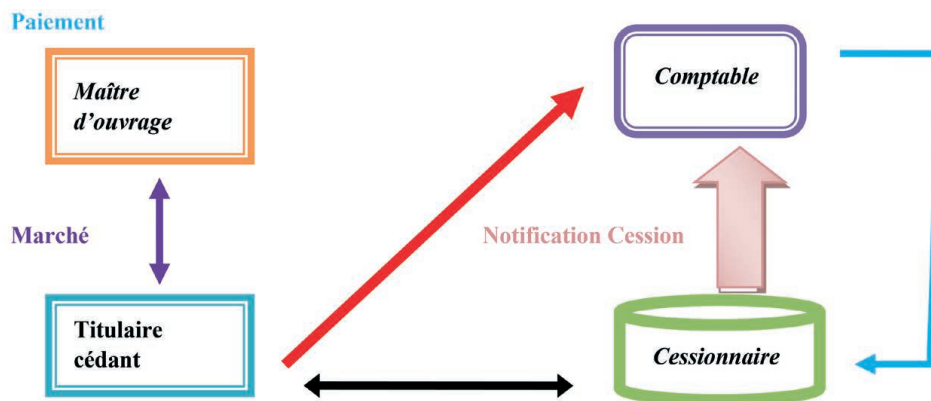 Paiement
Maître
d'ouvrage
Comptable
Marché
Notification Cession
Titulaire
cédant
Cessionnaire